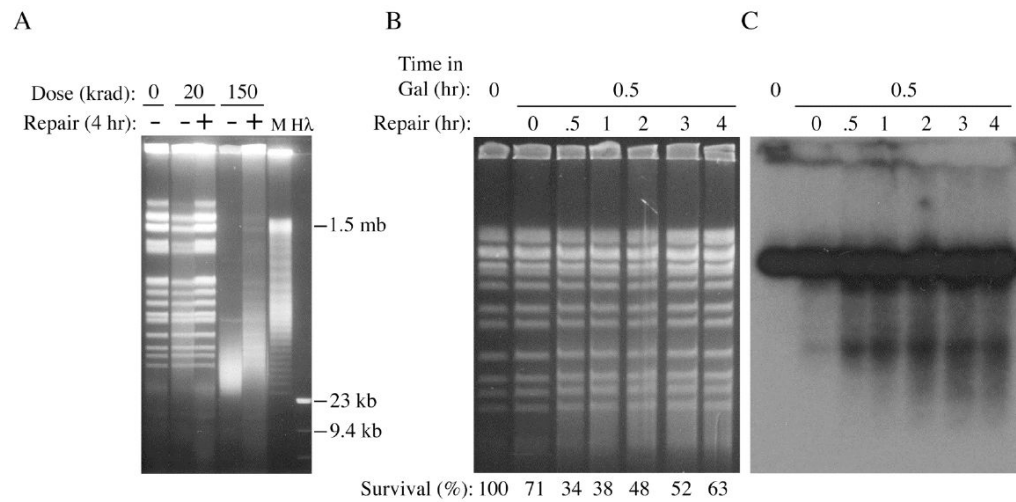 A
Dose (krad): 0 20 150
Repair (4 hr): – – + – + M Hλ
1.5 mb
23 kb
9.4 kb
B
Time in
Gal (hr) 0 0.5
Repair (hr): 0 .5 1 2 3 4
Survival (%): 100 71 34 38 48 52 63
C
0 0.5
0 .5 1 2 3 4